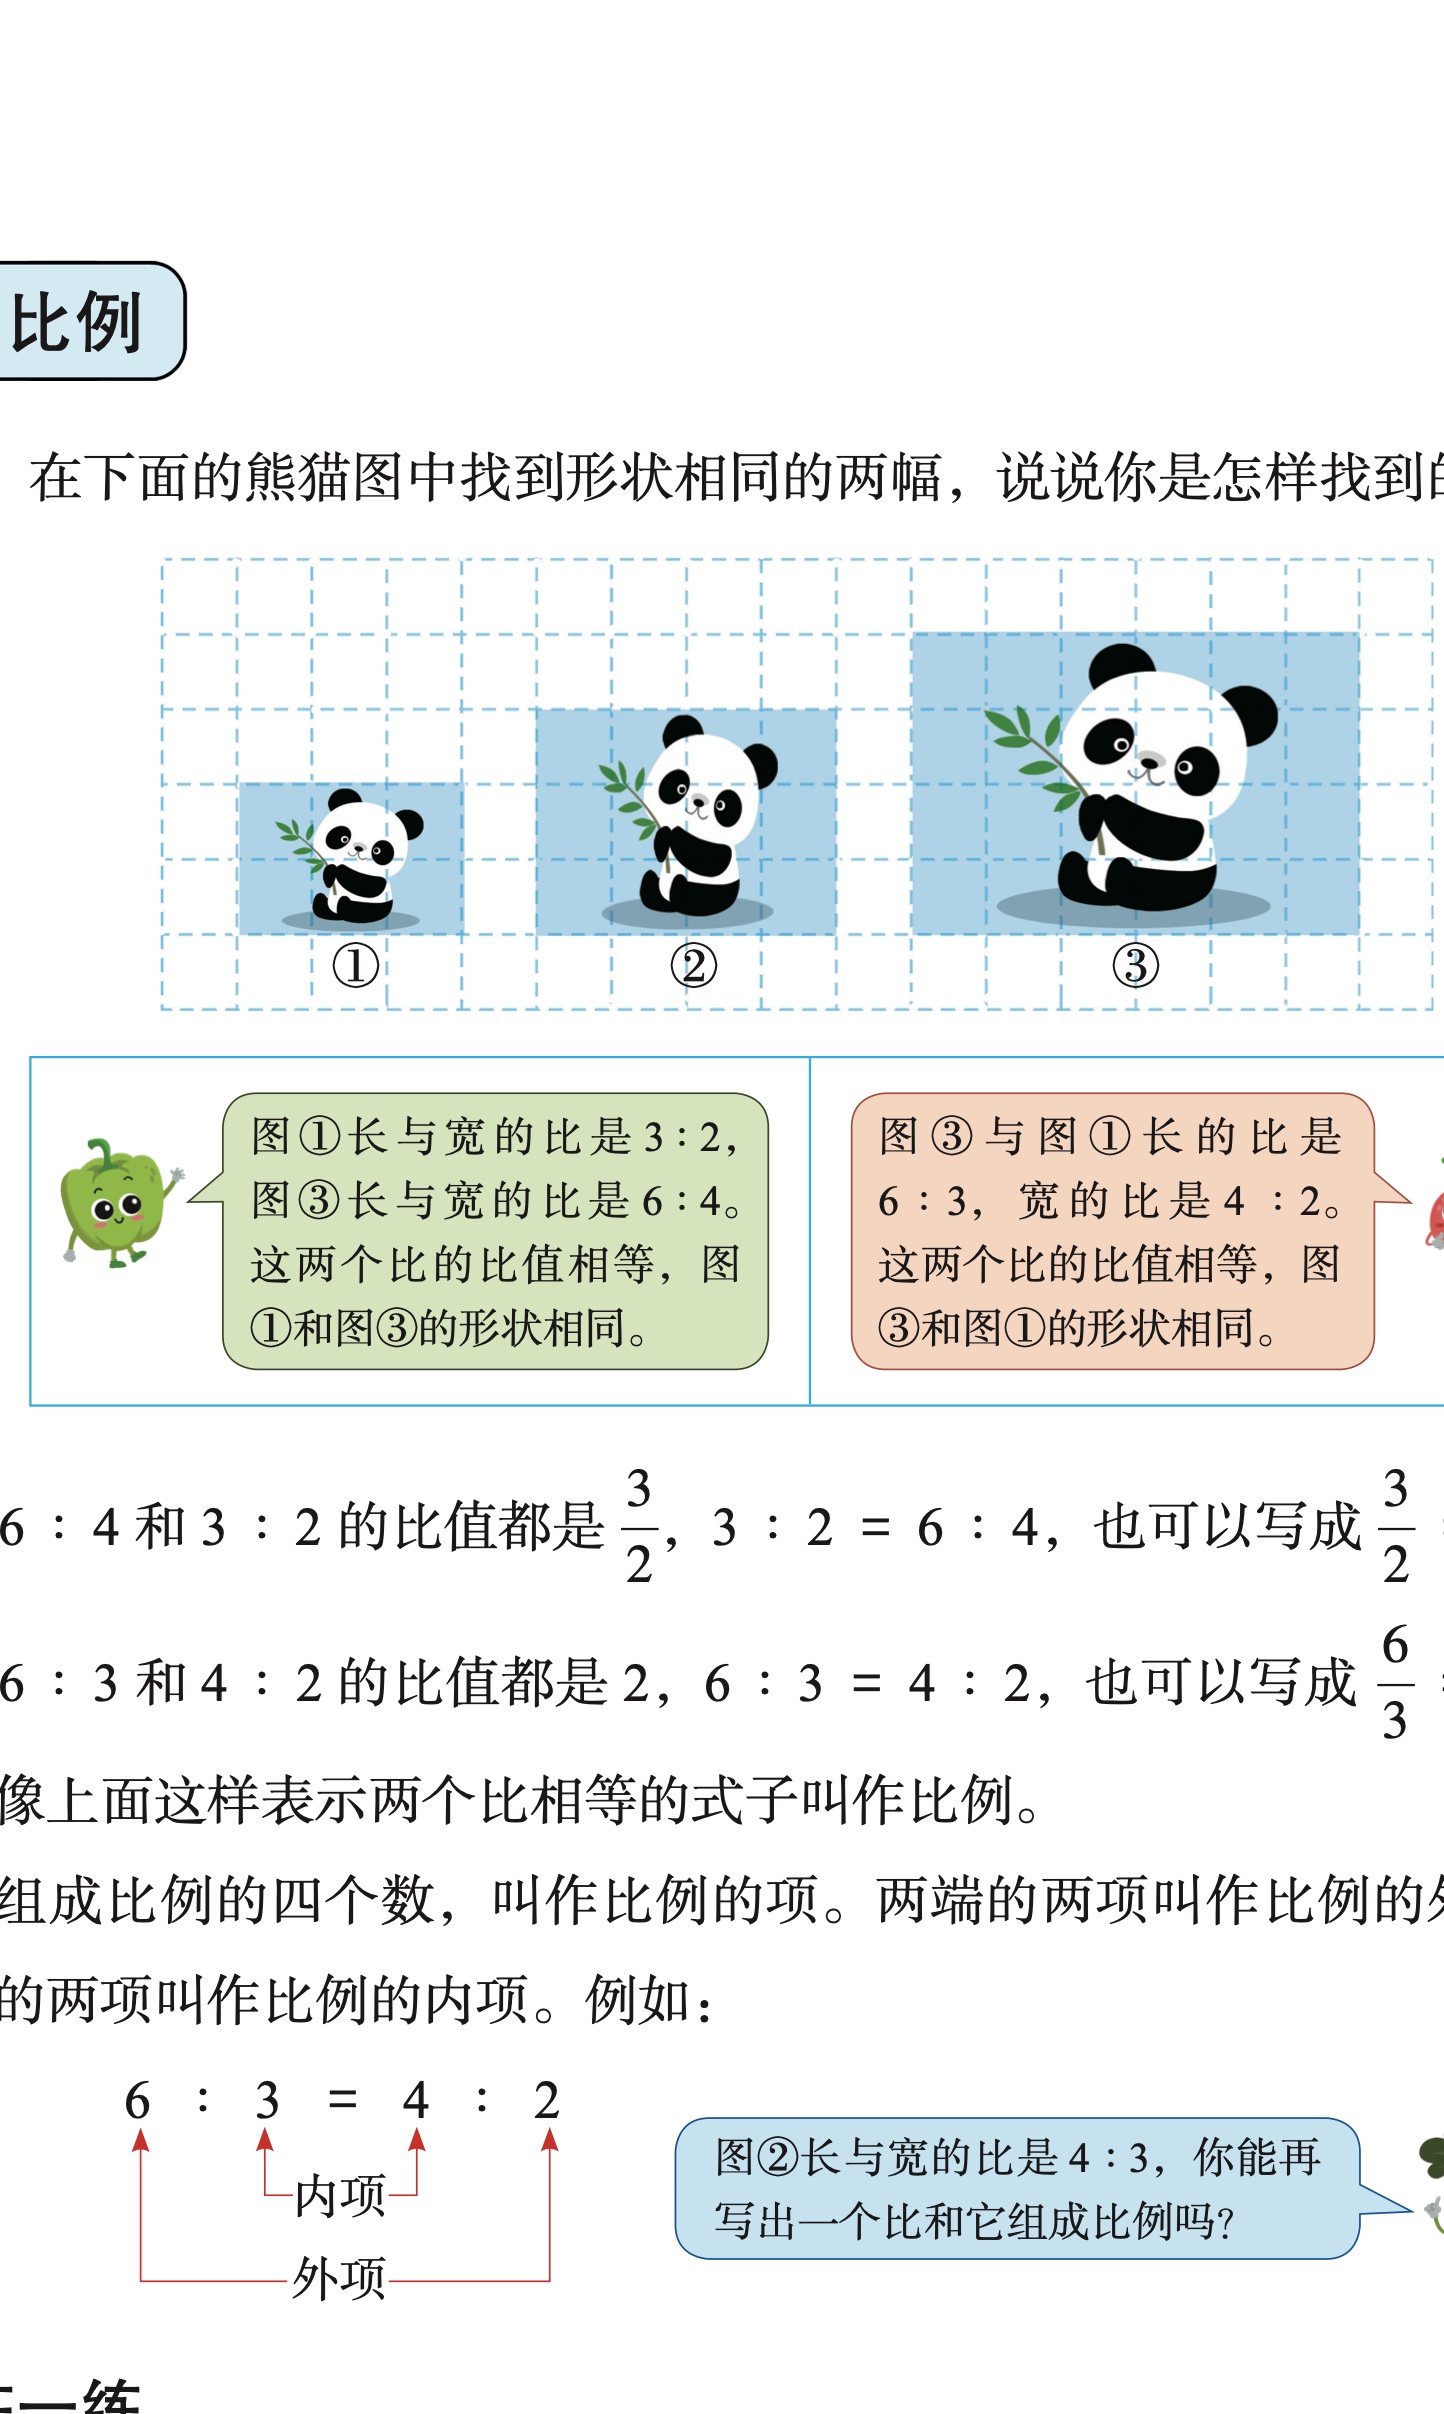 比例
在下面的熊猫图中找到形状相同的两幅，说说你是怎样找到
① ② ③
图①长与宽的比是3:2，
图③长与宽的比是6:4。
这两个比的比值相等，图
①和图③的形状相同。
图③与图①长的比是
6:3，宽的比是4:2。
这两个比的比值相等，图
③和图①的形状相同。
6:4和3:2的比值都是3/2，3:2=6:4，也可以写成3/2
6:3和4:2的比值都是2，6:3=4:2，也可以写成6/3
像上面这样表示两个比相等的式子叫作比例。
组成比例的四个数，叫作比例的项。两端的两项叫作比例的
的两项叫作比例的内项。例如：
6:3=4:2
内项
外项
图②长与宽的比是4:3，你能再
写出一个比和它组成比例吗？
一练